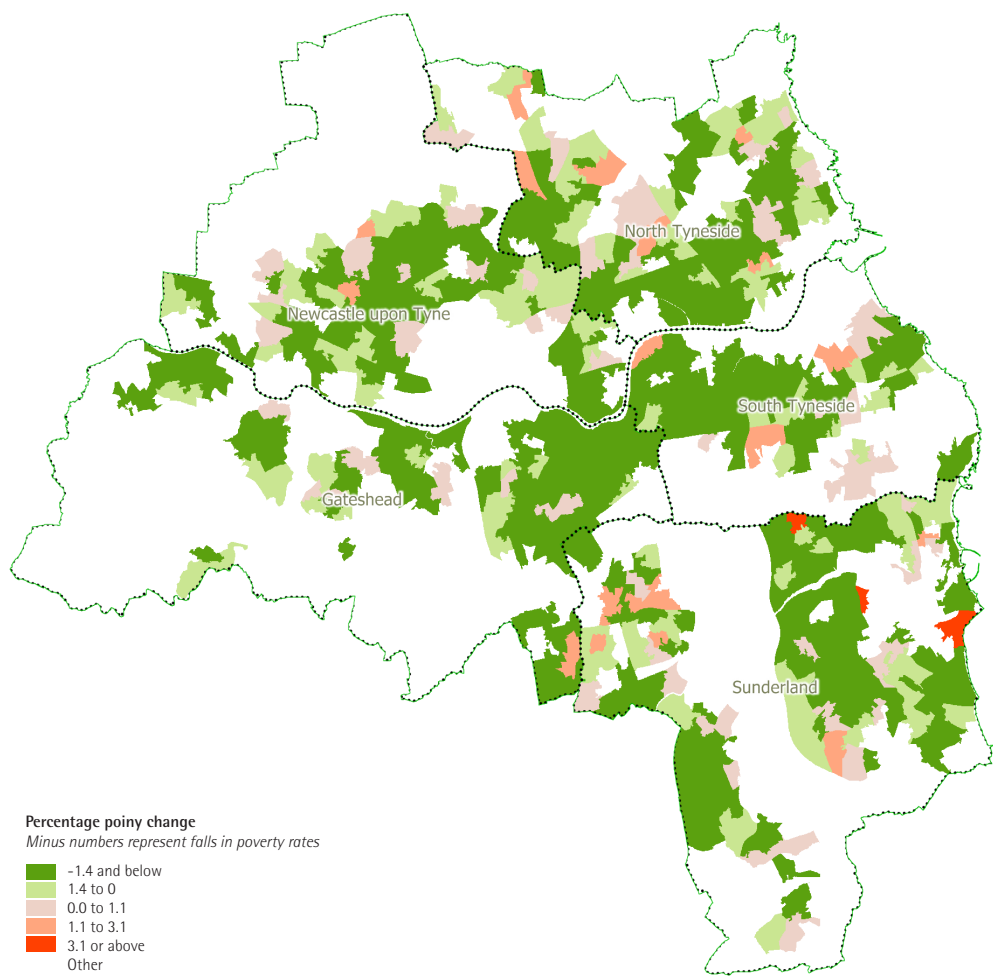 North Tyneside
Newcastle upon Tyne
South Tyneside
Gateshead
Sunderland
Percentage poiny change
Minus numbers represent falls in poverty rates
-1.4 and below
1.4 to 0
0.0 to 1.1
1.1 to 3.1
3.1 or above
Other